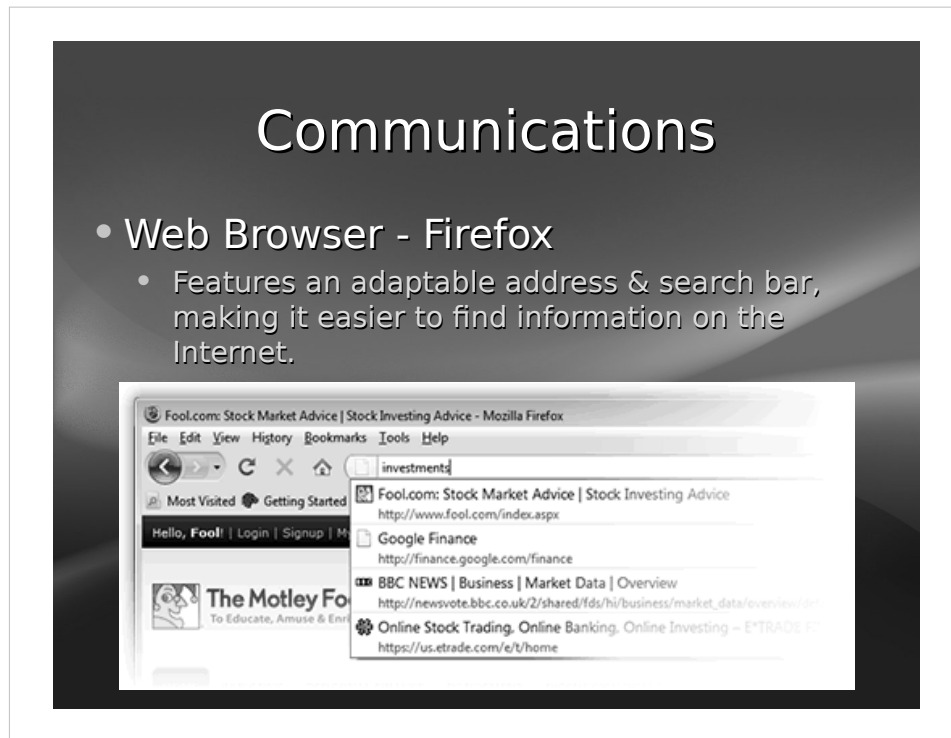 Communications
• Web Browser - Firefox
• Features an adaptable address & search bar,
making it easier to find information on the
Internet.
Fool.com: Stock Market Advice | Stock Investing Advice - Mozilla Firefox
File Edit View History Bookmarks Tools Help
investments
Most Visited Getting Started
Fool.com: Stock Market Advice | Stock Investing Advice
http://www.fool.com/index.aspx
Hello, Fool! | Login | Signup | M
Google Finance
http://finance.google.com/finance
BBC NEWS | Business | Market Data | Overview
http://newsvote.bbc.co.uk/2/shared/fds/hi/business/market_data/overview/
The Motley Fo
To Educate, Amuse & Enri
Online Stock Trading, Online Banking, Online Investing – E*TRADE F
https://us.etrade.com/e/t/home